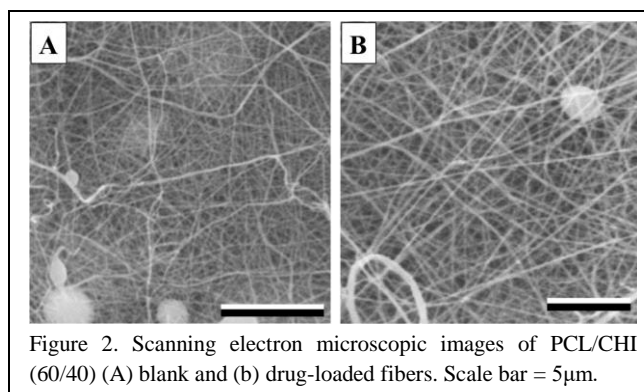 A
B
Figure 2. Scanning electron microscopic images of PCL/CHI
(60/40) (A) blank and (b) drug-loaded fibers. Scale bar = 5μm.